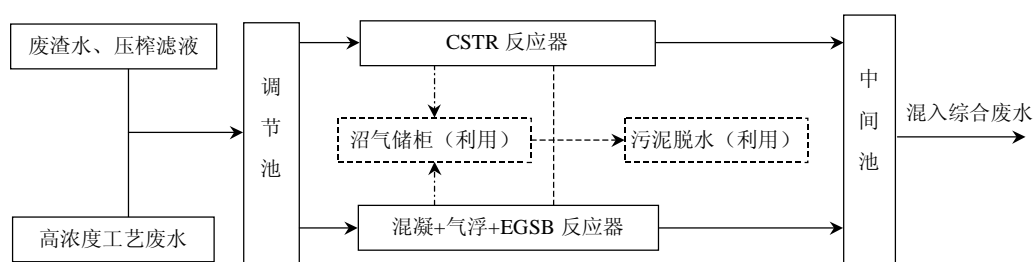 废渣水、压榨滤液
高浓度工艺废水
调节池
CSTR 反应器
沼气储柜（利用）
污泥脱水（利用）
混凝+气浮+EGSB 反应器
中间池
混入综合废水